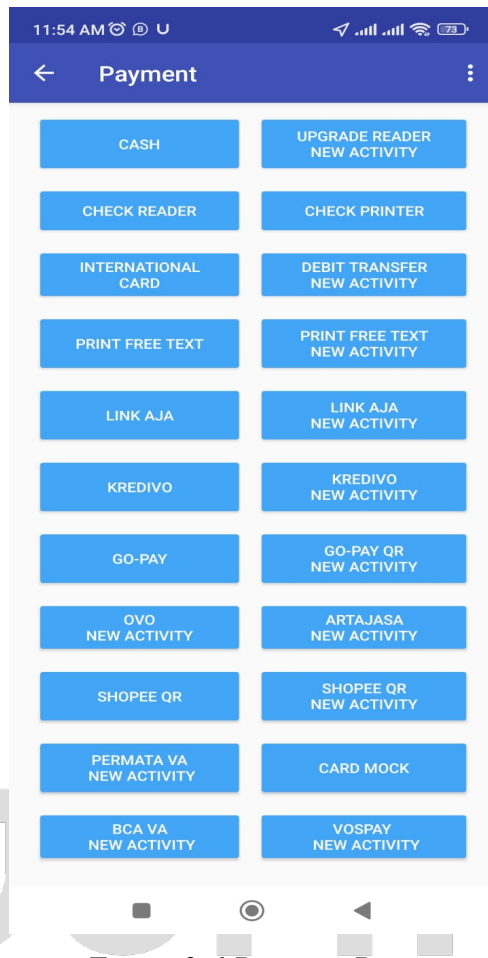 11:54 AM
73
Payment
CASH
UPGRADE READER
NEW ACTIVITY
CHECK READER
CHECK PRINTER
INTERNATIONAL
CARD
DEBIT TRANSFER
NEW ACTIVITY
PRINT FREE TEXT
PRINT FREE TEXT
NEW ACTIVITY
LINK AJA
LINK AJA
NEW ACTIVITY
KREDIVO
KREDIVO
NEW ACTIVITY
GO-PAY
GO-PAY QR
NEW ACTIVITY
OVO
NEW ACTIVITY
ARTAJASA
NEW ACTIVITY
SHOPEE QR
SHOPEE QR
NEW ACTIVITY
PERMATA VA
NEW ACTIVITY
CARD MOCK
BCA VA
NEW ACTIVITY
VOSPAY
NEW ACTIVITY